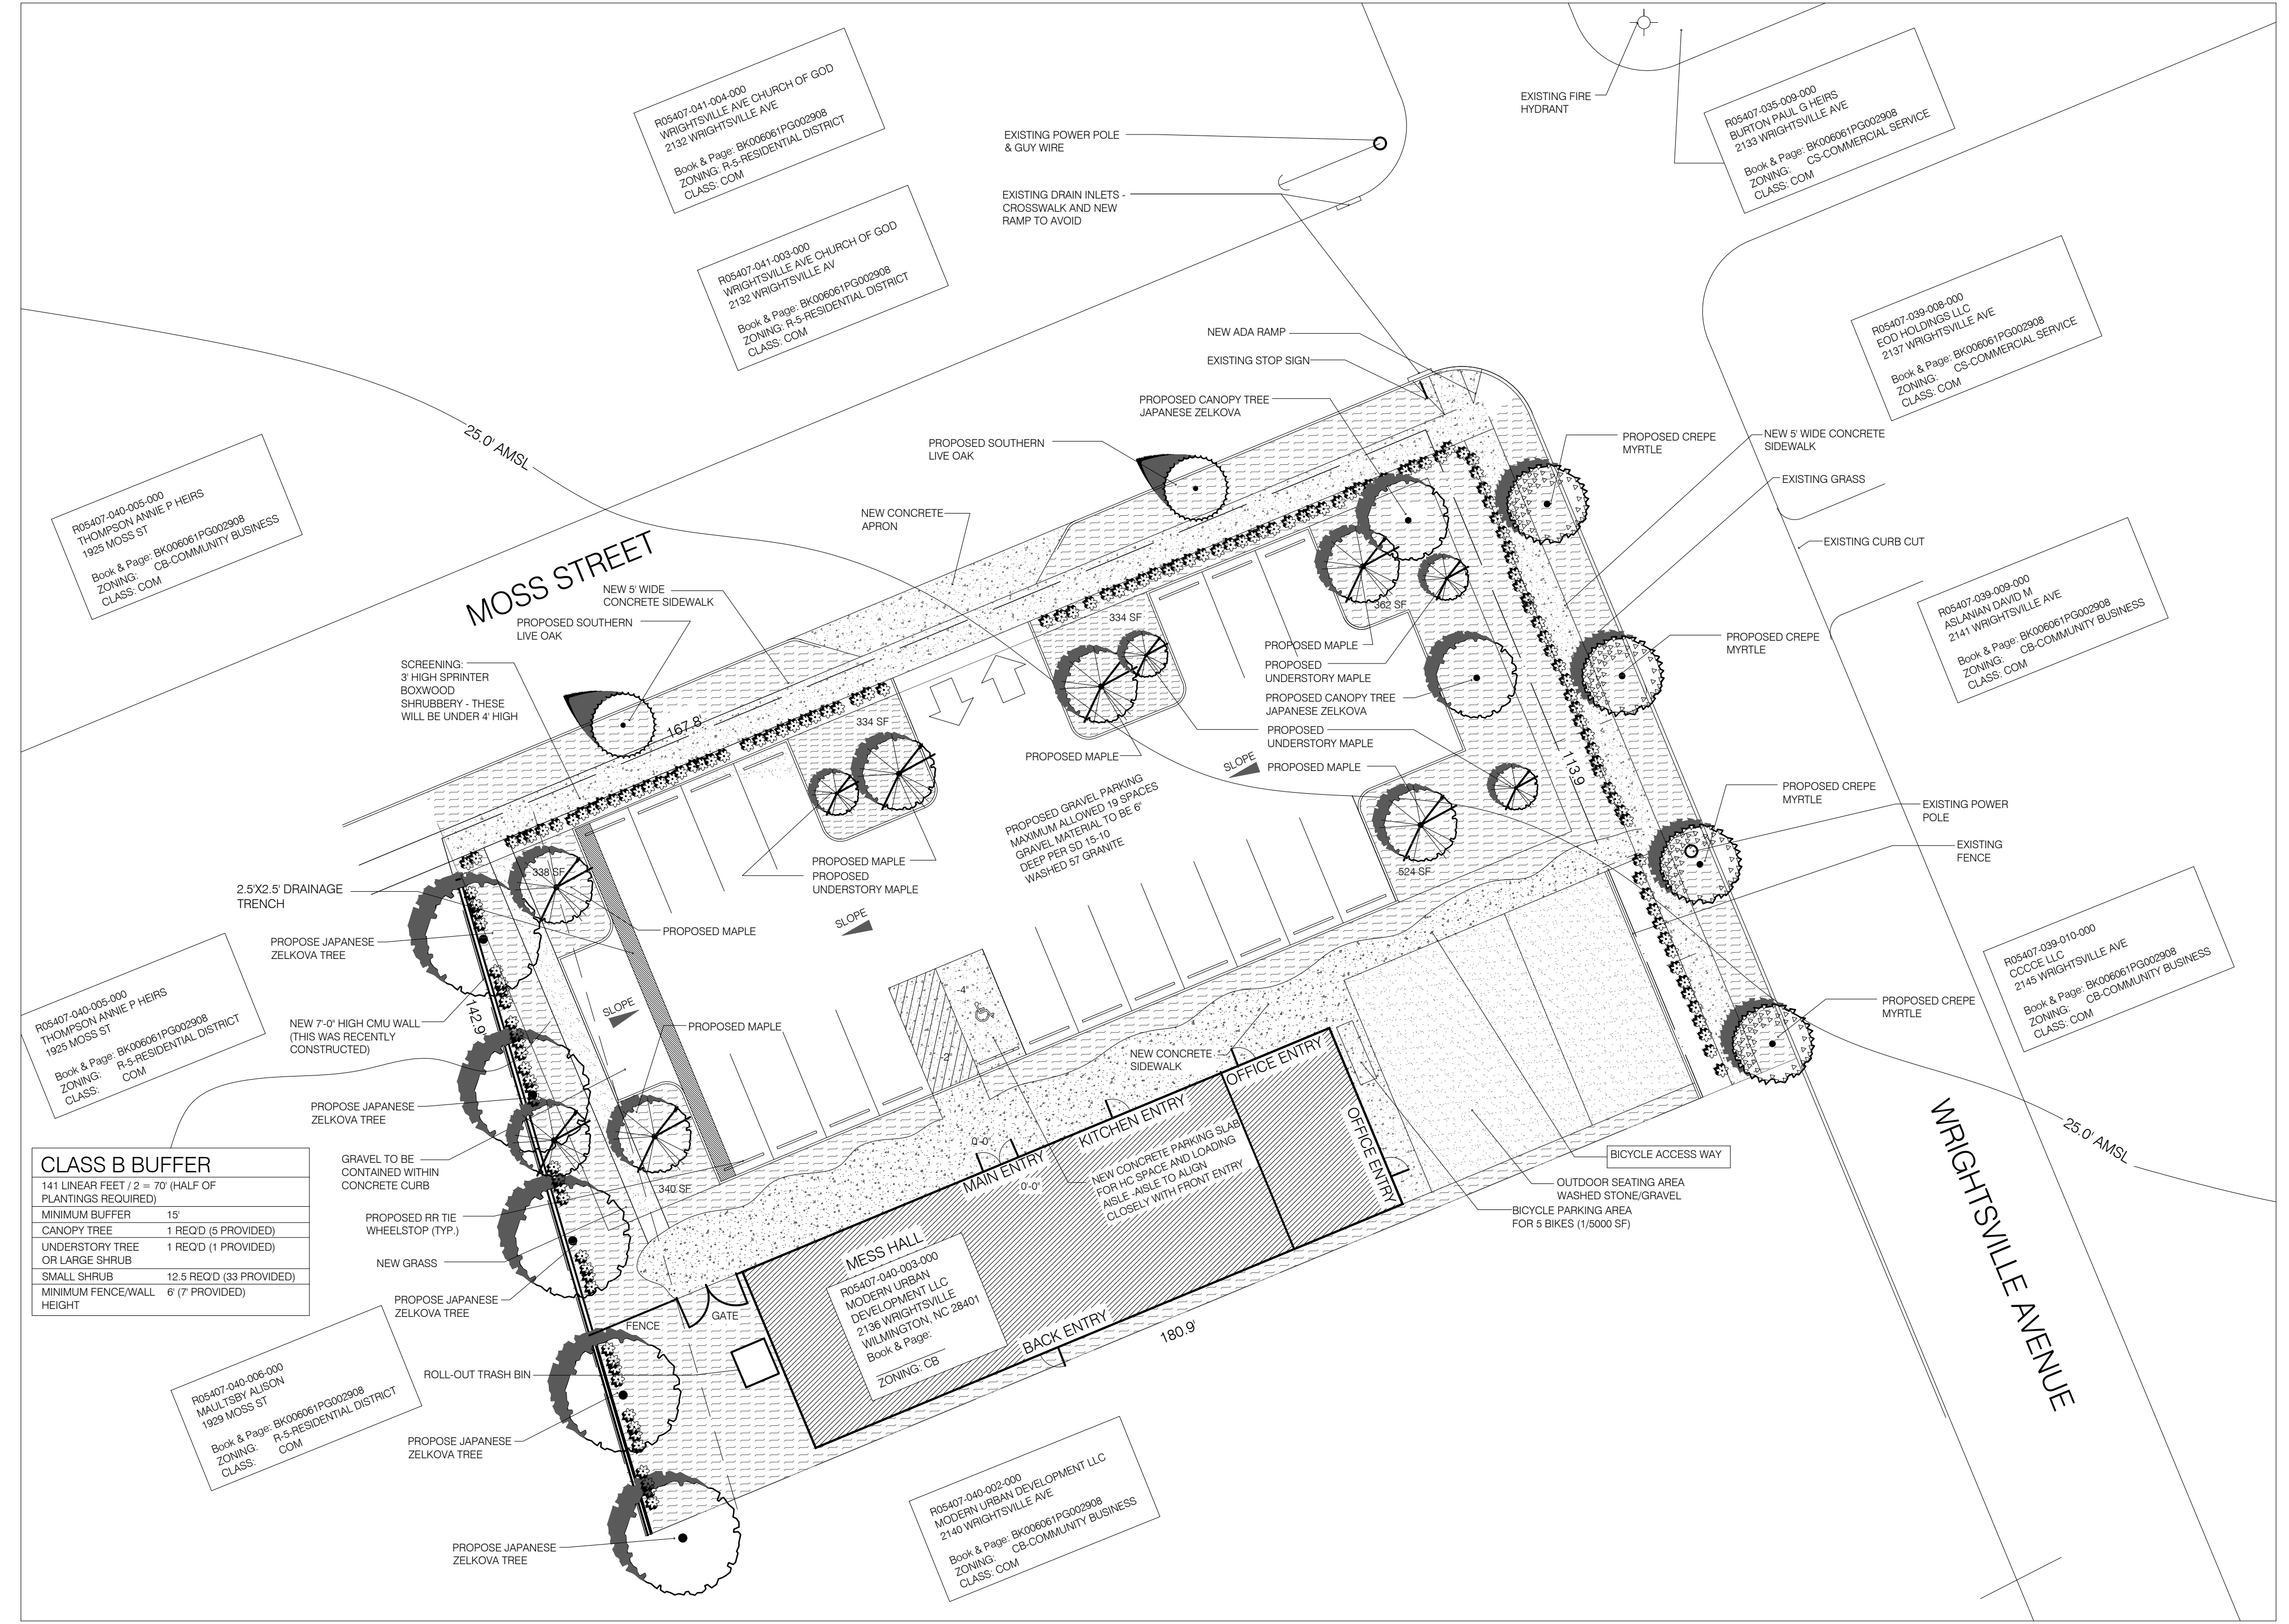 R05407-041-004-000
WRIGHTSVILLE AVE CHURCH OF GOD
2132 WRIGHTSVILLE AVE
Book & Page: BK006061PG002908
ZONING: R-5-RESIDENTIAL DISTRICT
CLASS: COM
R05407-041-003-000
WRIGHTSVILLE AVE CHURCH OF GOD
2132 WRIGHTSVILLE AV
Book & Page: BK006061PG002908
ZONING: R-5-RESIDENTIAL DISTRICT
CLASS: COM
EXISTING POWER POLE
& GUY WIRE
EXISTING DRAIN INLETS -
CROSSWALK AND NEW
RAMP TO AVOID
EXISTING FIRE
HYDRANT
R05407-035-009-000
BURTON PAUL G HEIRS
2133 WRIGHTSVILLE AVE
Book & Page: BK006061PG002908
ZONING: CS-COMMERCIAL SERVICE
CLASS: COM
R05407-039-008-000
EOD HOLDINGS LLC
2137 WRIGHTSVILLE AVE
Book & Page: BK006061PG002908
ZONING: CS-COMMERCIAL SERVICE
CLASS: COM
NEW ADA RAMP
EXISTING STOP SIGN
PROPOSED CANOPY TREE
JAPANESE ZELKOVA
PROPOSED SOUTHERN
LIVE OAK
NEW CONCRETE
APRON
25.0' AMSL
MOSS STREET
R05407-040-005-000
THOMPSON ANNIE P HEIRS
1925 MOSS ST
Book & Page: BK006061PG002908
ZONING: CB-COMMUNITY BUSINESS
CLASS: COM
PROPOSED CREPE
MYRTLE
NEW 5' WIDE CONCRETE
SIDEWALK
EXISTING GRASS
EXISTING CURB CUT
R05407-039-009-000
ASLANIAN DAVID M
2141 WRIGHTSVILLE AVE
Book & Page: BK006061PG002908
ZONING: CB-COMMUNITY BUSINESS
CLASS: COM
NEW 5' WIDE
CONCRETE SIDEWALK
PROPOSED SOUTHERN
LIVE OAK
SCREENING:
3' HIGH SPRINTER
BOXWOOD
SHRUBBERY - THESE
WILL BE UNDER 4' HIGH
167.8'
334 SF
334 SF
362 SF
PROPOSED MAPLE
PROPOSED
UNDERSTORY MAPLE
PROPOSED CANOPY TREE
JAPANESE ZELKOVA
PROPOSED
UNDERSTORY MAPLE
PROPOSED MAPLE
PROPOSED MAPLE
SLOPE
113.9
PROPOSED CREPE
MYRTLE
PROPOSED CREPE
MYRTLE
EXISTING POWER
POLE
EXISTING
FENCE
PROPOSED GRAVEL PARKING
MAXIMUM ALLOWED 19 SPACES
GRAVEL MATERIAL TO BE 6"
DEEP PER SD 15-10
WASHED 57 GRANITE
524 SF
PROPOSED MAPLE
PROPOSED
UNDERSTORY MAPLE
338 SF
2.5'X2.5' DRAINAGE
TRENCH
PROPOSED MAPLE
SLOPE
PROPOSE JAPANESE
ZELKOVA TREE
R05407-040-005-000
THOMPSON ANNIE P HEIRS
1925 MOSS ST
Book & Page: BK006061PG002908
ZONING: R-5-RESIDENTIAL DISTRICT
CLASS: COM
142.9'
NEW 7'-0" HIGH CMU WALL
(THIS WAS RECENTLY
CONSTRUCTED)
SLOPE
PROPOSED MAPLE
-4"
-2"
R05407-039-010-000
CCCCE LLC
2145 WRIGHTSVILLE AVE
Book & Page: BK006061PG002908
ZONING: CB-COMMUNITY BUSINESS
CLASS: COM
PROPOSED CREPE
MYRTLE
NEW CONCRETE
SIDEWALK
OFFICE ENTRY
KITCHEN ENTRY
MAIN ENTRY
0'-0"
0'-0"
OFFICE ENTRY
NEW CONCRETE PARKING SLAB
FOR HC SPACE AND LOADING
AISLE -AISLE TO ALIGN
CLOSELY WITH FRONT ENTRY
BICYCLE ACCESS WAY
OUTDOOR SEATING AREA
WASHED STONE/GRAVEL
BICYCLE PARKING AREA
FOR 5 BIKES (1/5000 SF)
25.0' AMSL
WRIGHTSVILLE AVENUE
PROPOSE JAPANESE
ZELKOVA TREE
GRAVEL TO BE
CONTAINED WITHIN
CONCRETE CURB
340 SF
PROPOSED RR TIE
WHEELSTOP (TYP.)
NEW GRASS
PROPOSE JAPANESE
ZELKOVA TREE
CLASS B BUFFER
141 LINEAR FEET / 2 = 70' (HALF OF
PLANTINGS REQUIRED)
MINIMUM BUFFER 15'
CANOPY TREE 1 REQ'D (5 PROVIDED)
UNDERSTORY TREE 1 REQ'D (1 PROVIDED)
OR LARGE SHRUB
SMALL SHRUB 12.5 REQ'D (33 PROVIDED)
MINIMUM FENCE/WALL 6' (7' PROVIDED)
HEIGHT
MESS HALL
R05407-040-003-000
MODERN URBAN
DEVELOPMENT LLC
2136 WRIGHTSVILLE
WILMINGTON, NC 28401
Book & Page:
ZONING: CB
BACK ENTRY
180.9'
FENCE
GATE
ROLL-OUT TRASH BIN
R05407-040-006-000
MAULTSBY ALISON
1929 MOSS ST
Book & Page: BK006061PG002908
ZONING: R-5-RESIDENTIAL DISTRICT
CLASS: COM
PROPOSE JAPANESE
ZELKOVA TREE
R05407-040-002-000
MODERN URBAN DEVELOPMENT LLC
2140 WRIGHTSVILLE AVE
Book & Page: BK006061PG002908
ZONING: CB-COMMUNITY BUSINESS
CLASS: COM
PROPOSE JAPANESE
ZELKOVA TREE